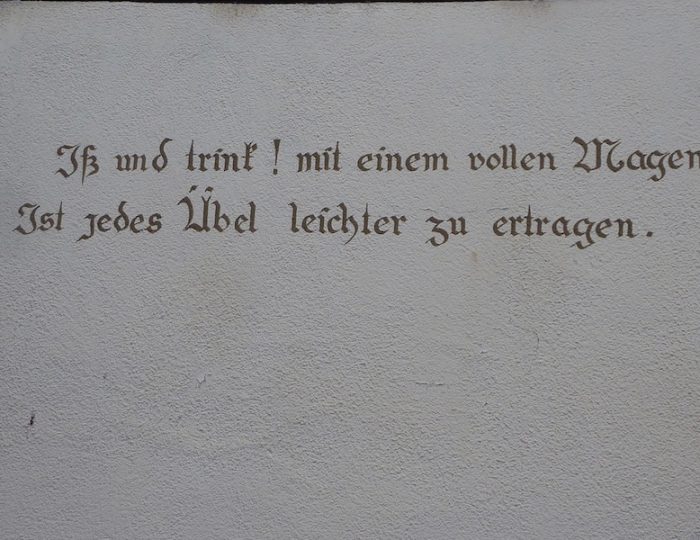 Iß und trink! mit einem vollen Magen
Ist jedes Übel leichter zu ertragen.